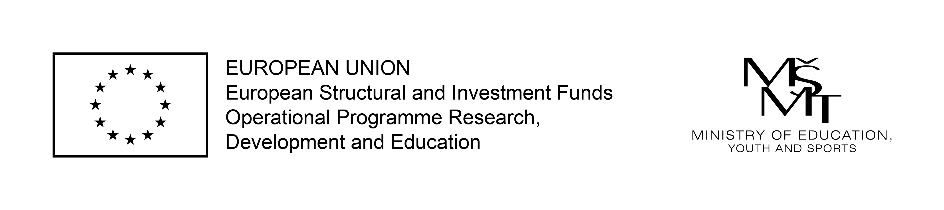 EUROPEAN UNION
European Structural and Investment Funds
Operational Programme Research,
Development and Education
MŠMT
MINISTRY OF EDUCATION,
YOUTH AND SPORTS